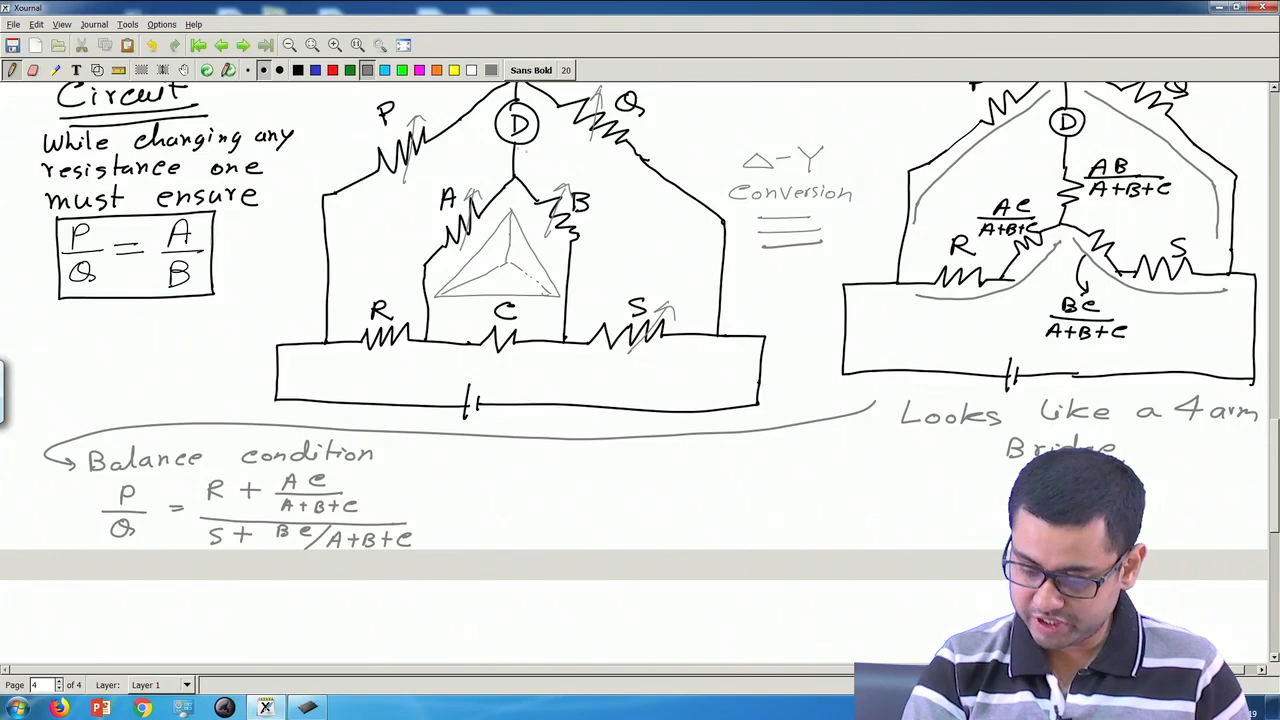 Xournal
File Edit View Journal Tools Options Help
Sans Bold 20
Circuit
While changing any
resistance one
must ensure
P/Q = A/B
P
Q
D
A
B
R
C
S
Δ-Y
Conversion
Q
D
AB/A+B+C
AC/A+B+C
R
S
BC/A+B+C
Looks like a 4 arm
Bridge
Balance condition
P/Q = R + AC/A+B+C
S + BC/A+B+C
Page 4 of 4 Layer: Layer 1
19